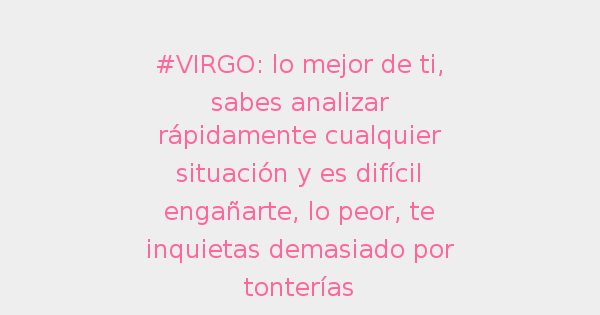 #VIRGO: lo mejor de ti,
sabes analizar
rápidamente cualquier
situación y es difícil
engañarte, lo peor, te
inquietas demasiado por
tonterías